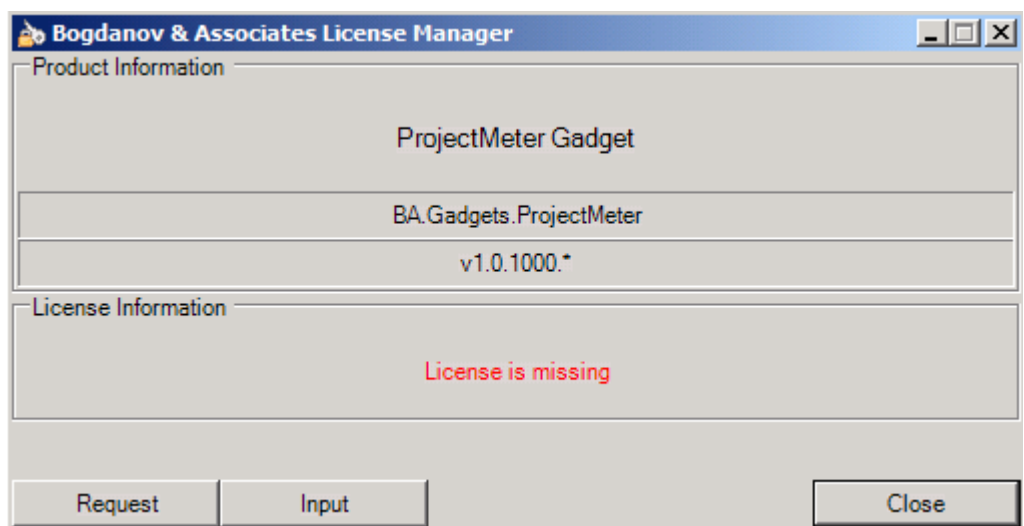 Bogdanov & Associates License Manager
Product Information
ProjectMeter Gadget
BA.Gadgets.ProjectMeter
v1.0.1000.*
License Information
License is missing
Request Input Close